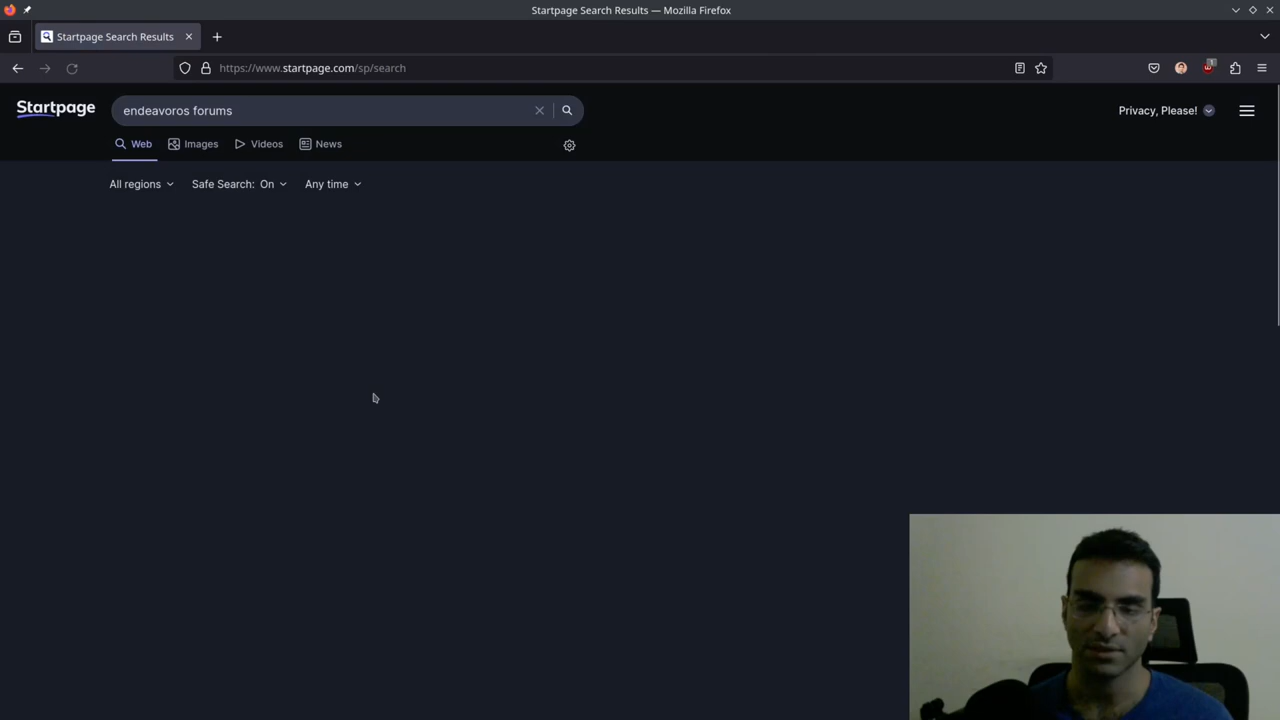 Startpage Search Results — Mozilla Firefox
Startpage Search Results
https://www.startpage.com/sp/search
1
Startpage
endeavoros forums
Privacy, Please!
Web
Images
Videos
News
All regions
Safe Search: On
Any time